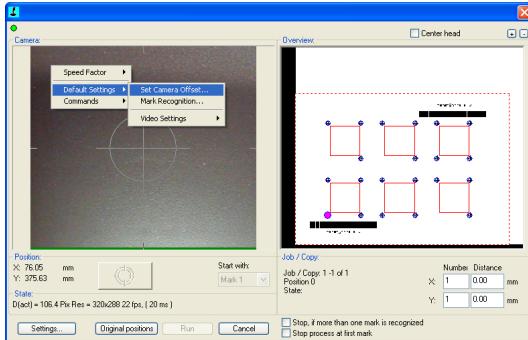 Camera:
Overview:
Center head
Speed Factor
Default Settings
Commands
Set Camera Offset...
Mark Recognition...
Video Settings
Position:
X: 76.05 mm
Y: 375.63 mm
Start with:
Mark 1
State:
D(act) = 106.4 Pix Res = 320x288 22 fps, ( 20 ms )
Job / Copy:
Job / Copy: 1 -1 of 1
Position 0
State:
Number Distance
X: 1 0.00 mm
Y: 1 0.00 mm
Settings...
Original positions
Run
Cancel
Stop, if more than one mark is recognized
Stop process at first mark